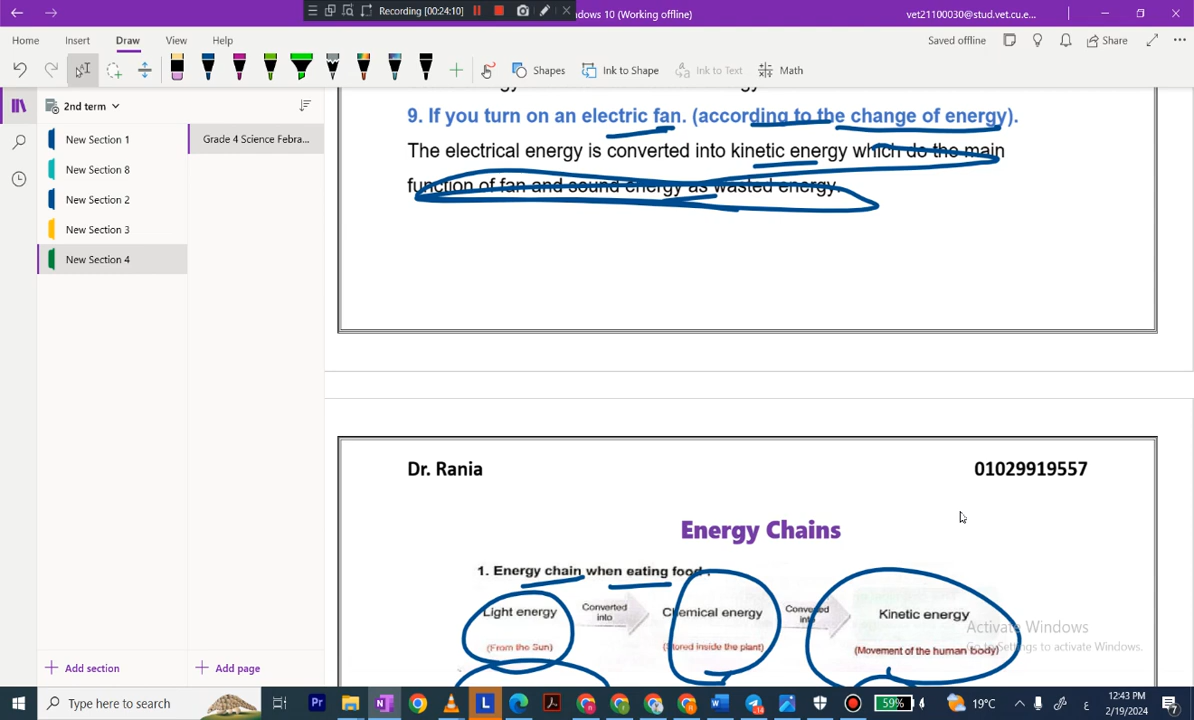 Recording [00:24:10]
ndows 10 (Working offline)
vet21100030@stud.vet.cu.e...
Home
Insert
Draw
View
Help
Saved offline
Share
Shapes
Ink to Shape
Ink to Text
Math
2nd term
New Section 1
New Section 8
New Section 2
New Section 3
New Section 4
Grade 4 Science Febra...
9. If you turn on an electric fan. (according to the change of energy).
The electrical energy is converted into kinetic energy which do the main
function of fan and sound energy as wasted energy.
Dr. Rania
01029919557
Energy Chains
1. Energy chain when eating food :
Light energy
Converted
into
Chemical energy
Converted
into
Kinetic energy
(From the Sun)
(Stored inside the plant)
(Movement of the human body)
Activate Windows
Go to Settings to activate Windows.
Add section
Add page
Type here to search
59%
19°C
ع
12:43 PM
2/19/2024